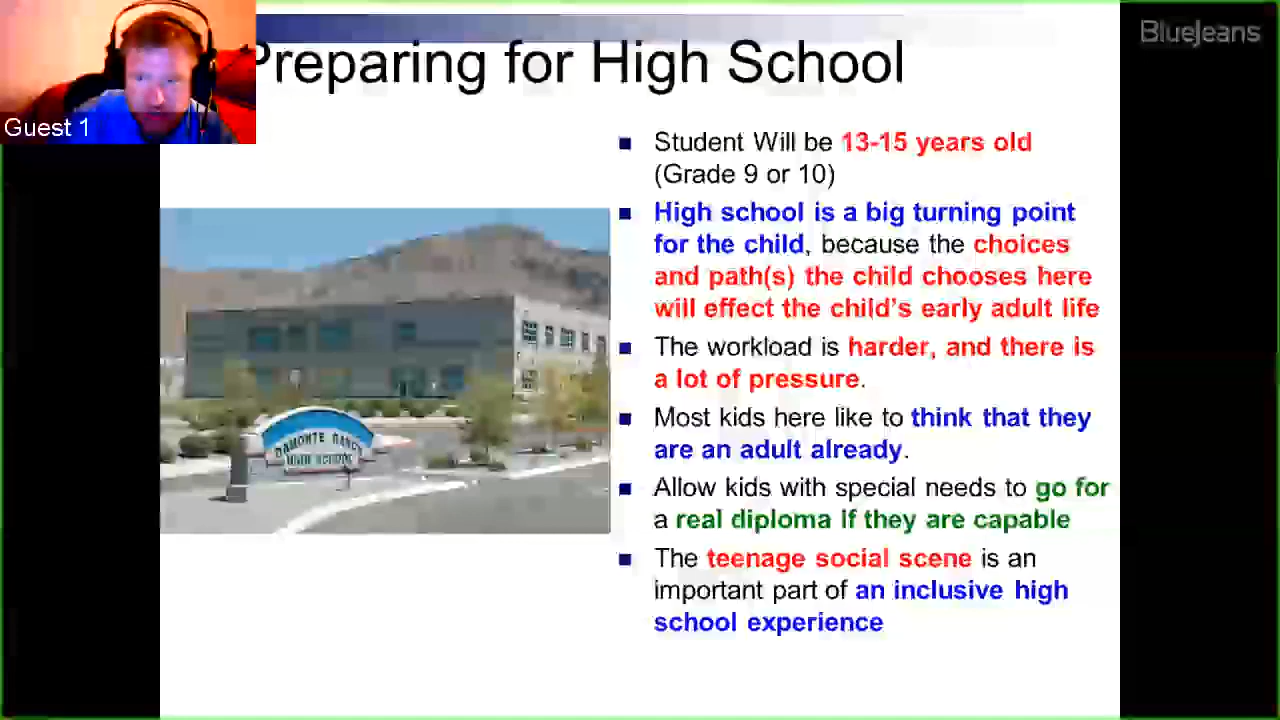 BlueJeans
Preparing for High School
Guest 1
Student Will be 13-15 years old
(Grade 9 or 10)
High school is a big turning point
for the child, because the choices
and path(s) the child chooses here
will effect the child's early adult life
The workload is harder, and there is
a lot of pressure.
Most kids here like to think that they
are an adult already.
Allow kids with special needs to go for
a real diploma if they are capable
The teenage social scene is an
important part of an inclusive high
school experience
DAMONTE RANCH
HIGH SCHOOL